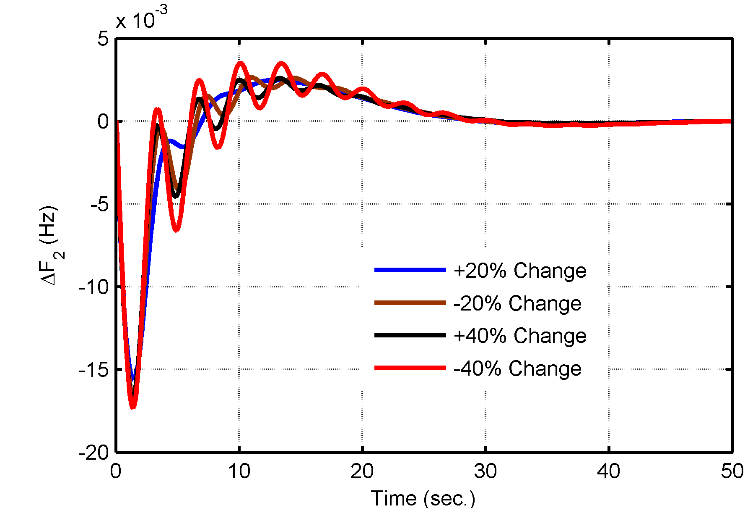 x 10^-3
5
0
-5
-10
-15
-20
ΔF₂ (Hz)
+20% Change
-20% Change
+40% Change
-40% Change
0 10 20 30 40 50
Time (sec.)